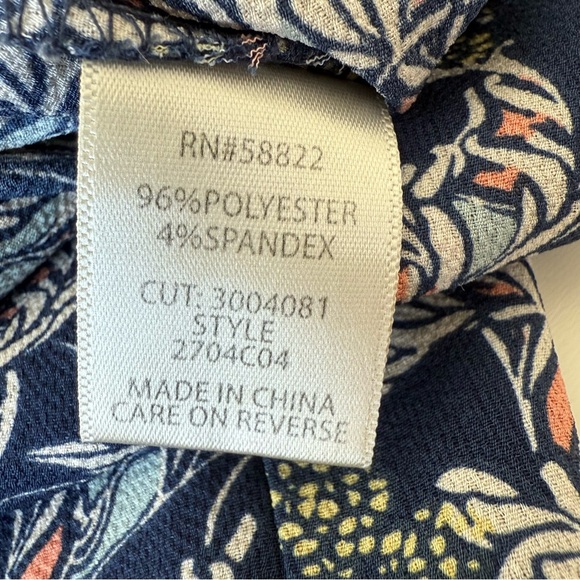 RN#58822
96%POLYESTER
4%SPANDEX
CUT: 3004081
STYLE
2704C04
MADE IN CHINA
CARE ON REVERSE